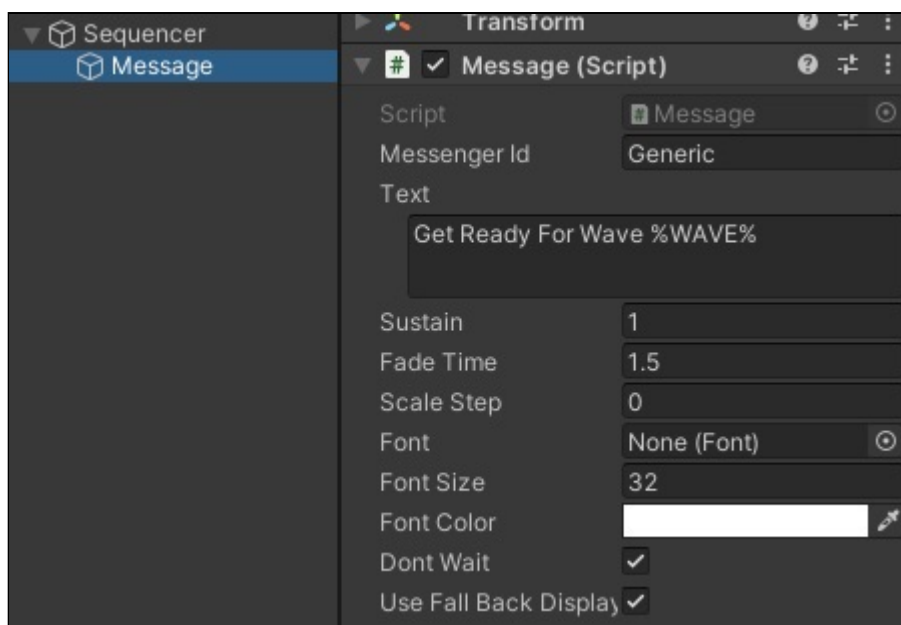 Sequencer
Message
Transform
# Message (Script)
Script # Message
Messenger Id Generic
Text
Get Ready For Wave %WAVE%
Sustain 1
Fade Time 1.5
Scale Step 0
Font None (Font)
Font Size 32
Font Color
Dont Wait
Use Fall Back Display